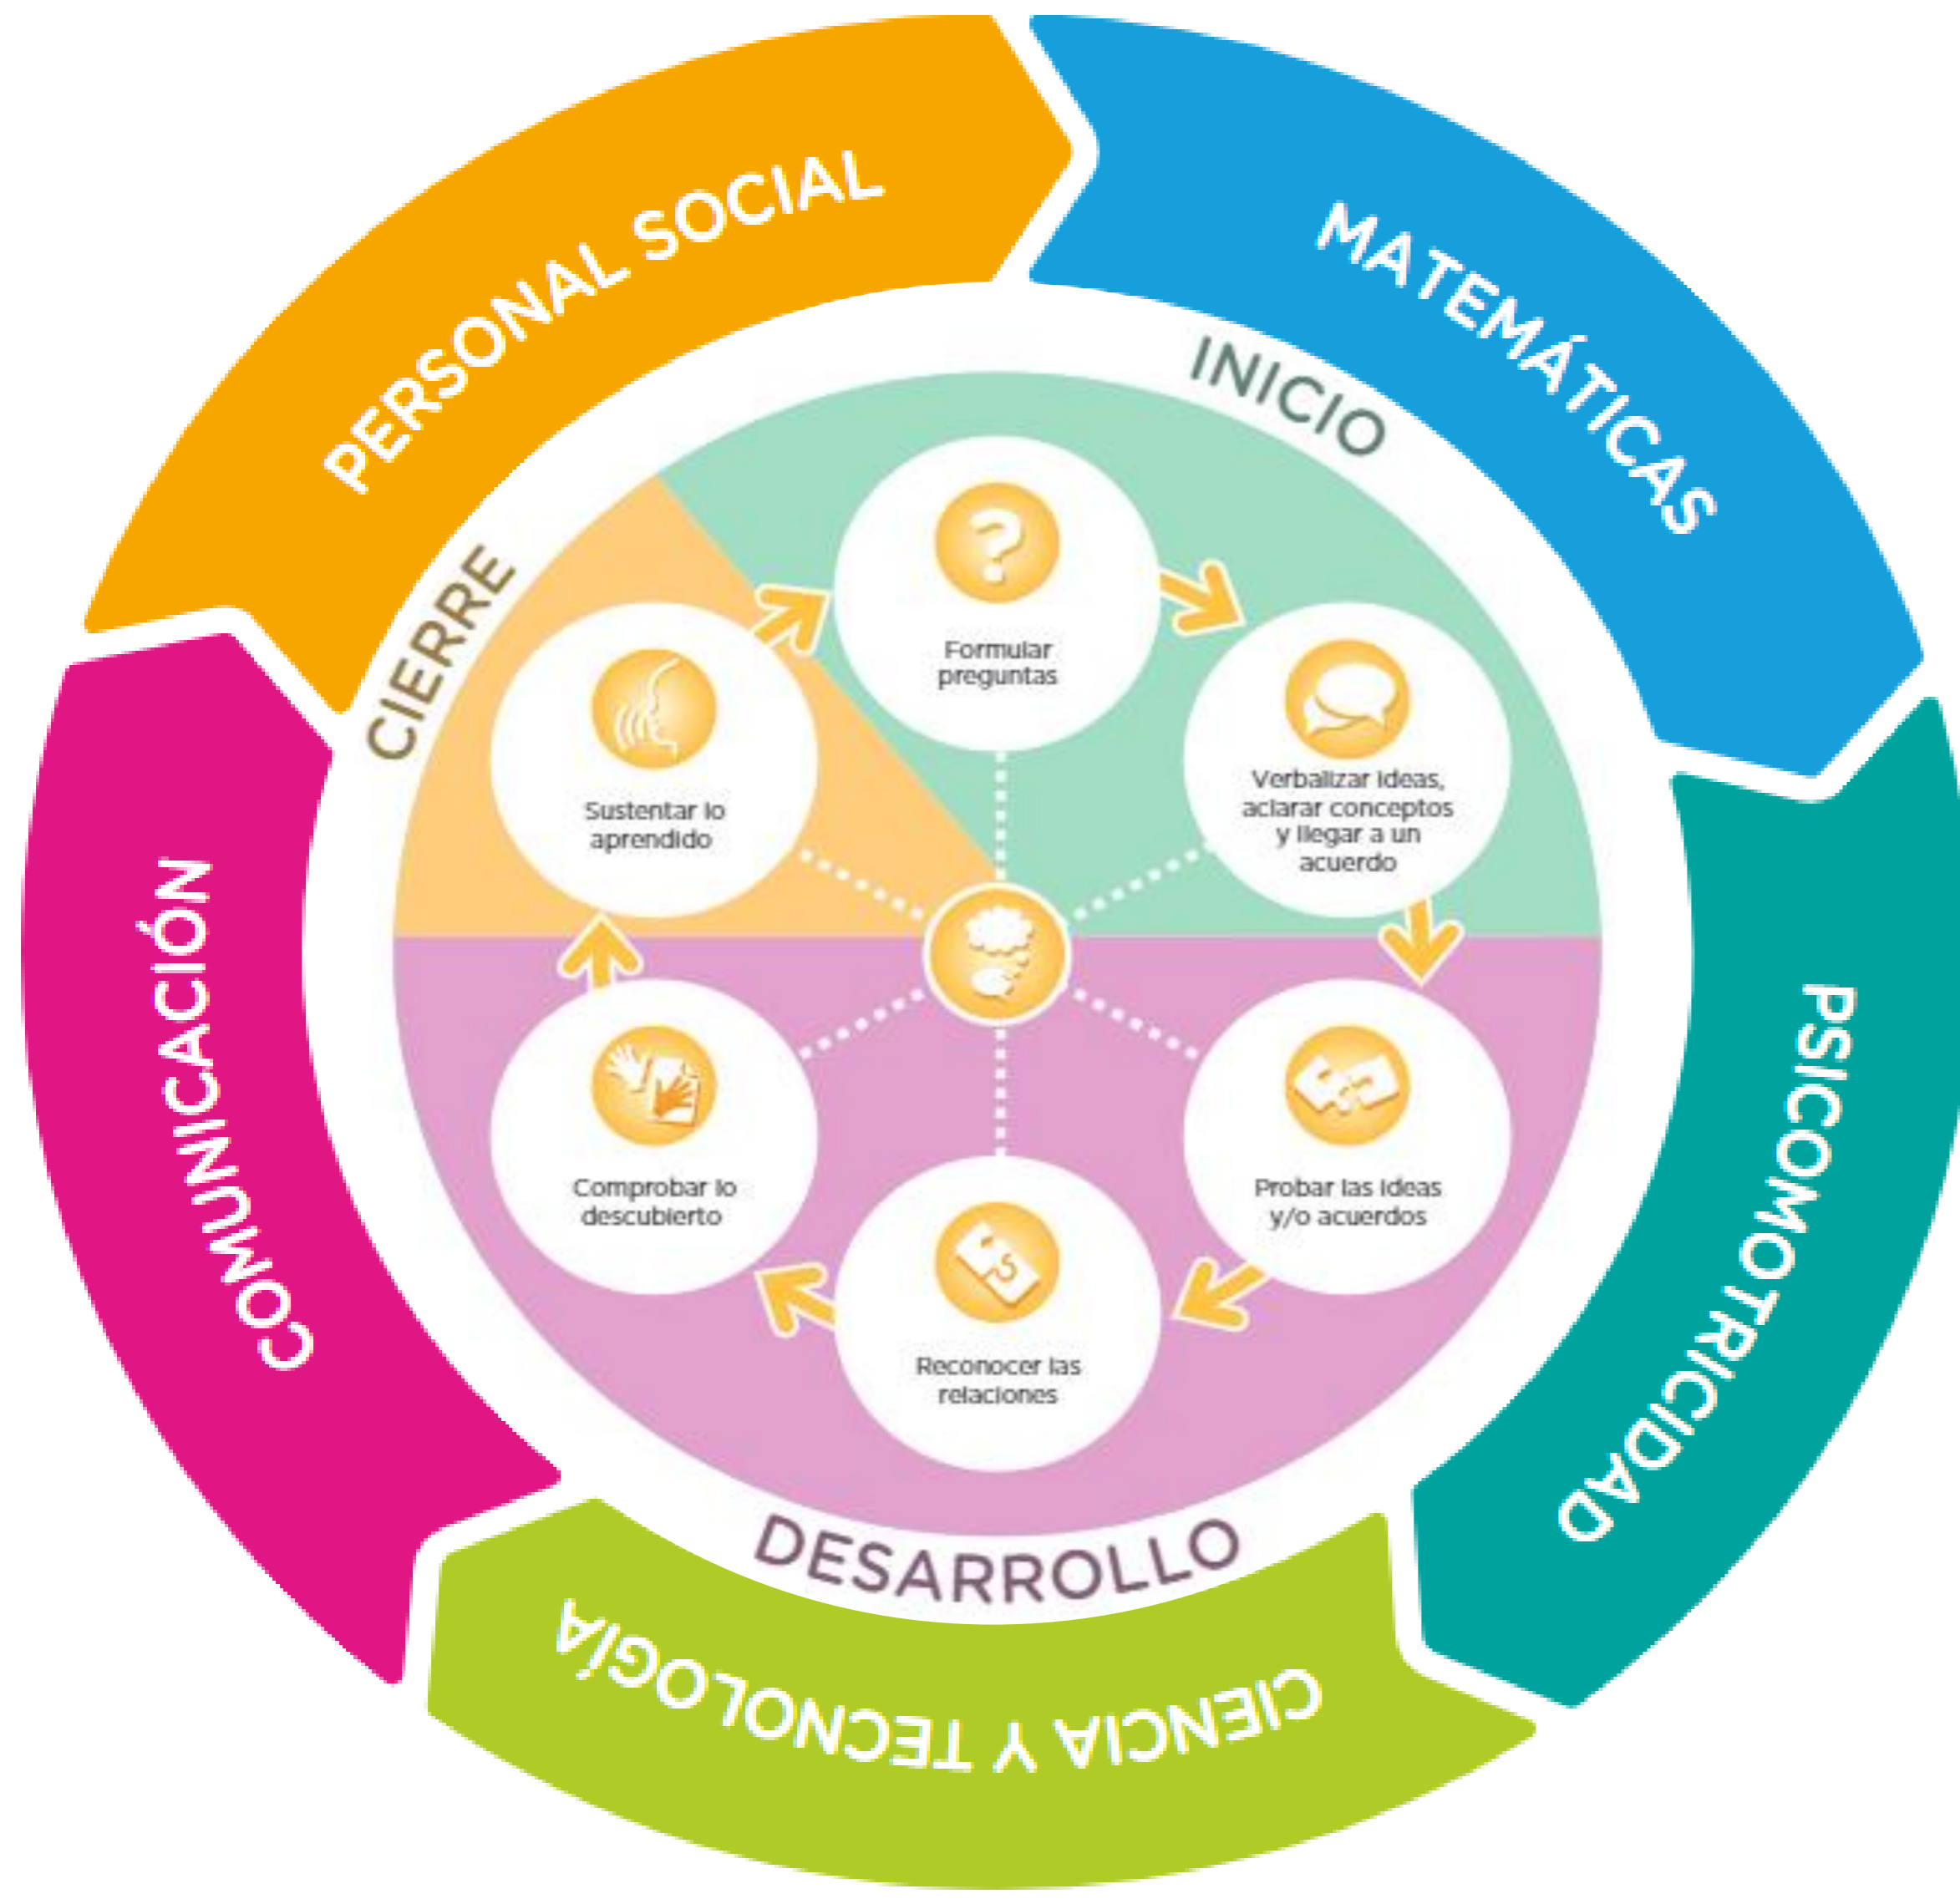 PERSONAL SOCIAL
MATEMÁTICAS
PSICOMOTRICIDAD
CIENCIA Y TECNOLOGÍA
COMUNICACIÓN
INICIO
Formular
preguntas
Verbalizar ideas,
aclarar conceptos
y llegar a un
acuerdo
DESARROLLO
Probar las ideas
y/o acuerdos
Reconocer las
relaciones
Comprobar lo
descubierto
CIERRE
Sustentar lo
aprendido